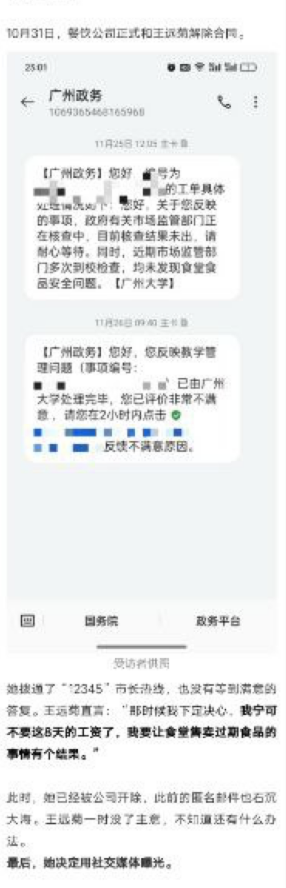 10月31日，餐饮公司正式和王远菊解除合同。
23:01
5G 5G
广州政务
10693654468165968
11月25日 12:05 主卡
【广州政务】您好 编号为
的工单具体
处理情况如下：您好，关于您反映
的事项，政府有关市场监管部门正
在核查中，目前核查结果未出，请
耐心等待。同时，近期市场监管部
门多次到校检查，均未发现食堂食
品安全问题。【广州大学】
11月26日 09:40 主卡
【广州政务】您好，您反映教学管
理问题（事项编号：
已由广州
大学处理完毕，您已评价非常不满
意，请您在2小时内点击
反馈不满意原因。
国务院
政务平台
受访者供图
她拨通了“12345”市长热线，也没有等到满意的
答复。王远菊直言：“那时候我下定决心，我宁可
不要这8天的工资了，我要让食堂售卖过期食品的
事情有个结果。”
此时，她已经被公司开除，此前的匿名邮件也石沉
大海。王远菊一时没了主意，不知道还有什么办
法。
最后，她决定用社交媒体曝光。